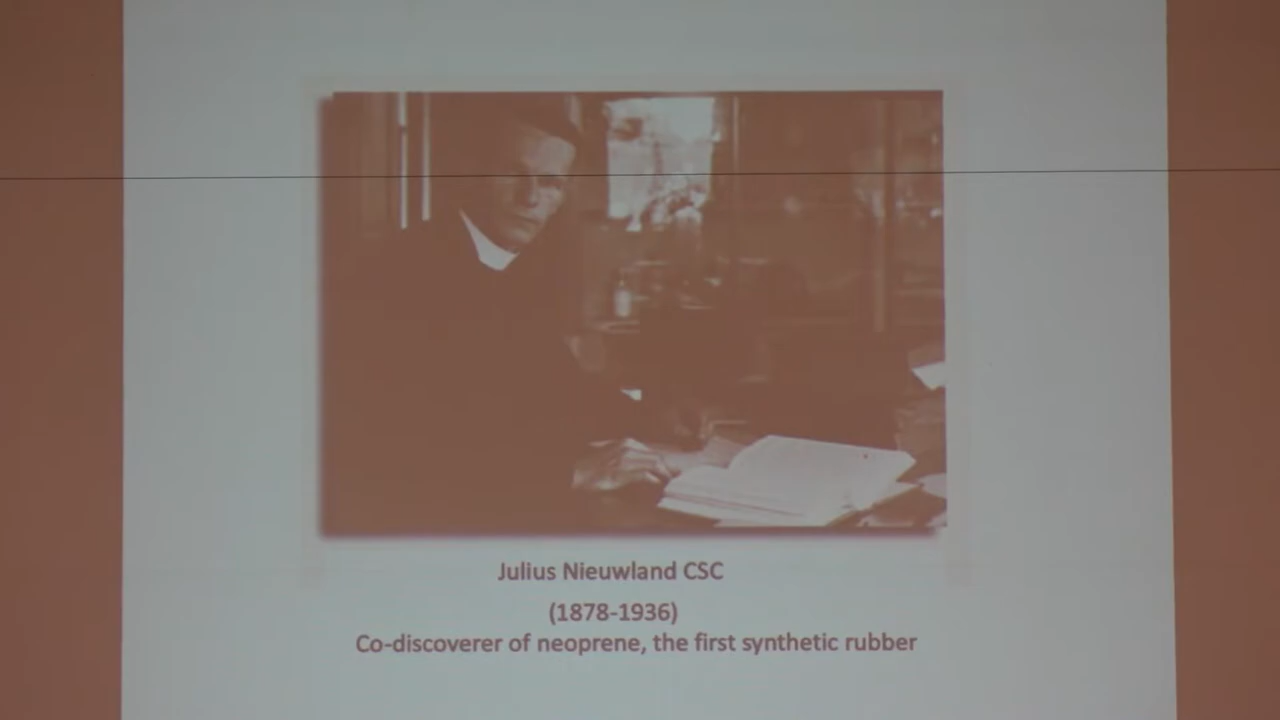 Julius Nieuwland CSC
(1878-1936)
Co-discoverer of neoprene, the first synthetic rubber